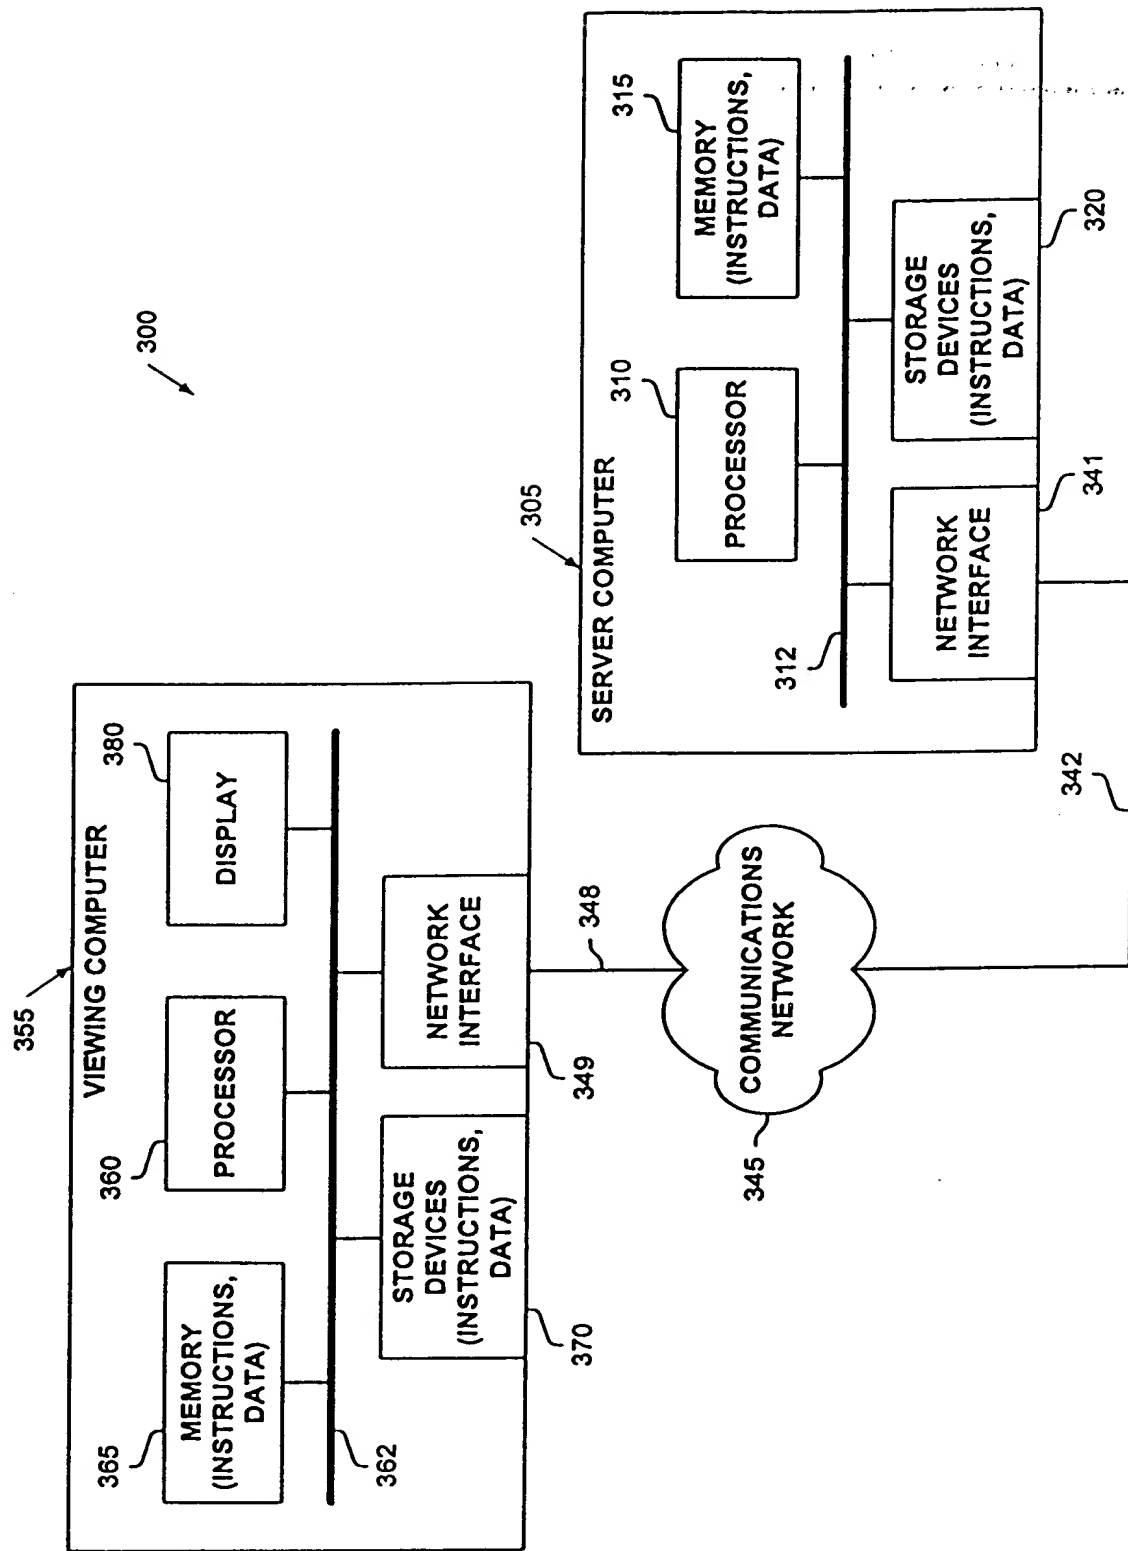 300
355
VIEWING COMPUTER
365
MEMORY
(INSTRUCTIONS,
DATA)
360
PROCESSOR
380
DISPLAY
362
STORAGE
DEVICES
(INSTRUCTIONS,
DATA)
370
NETWORK
INTERFACE
349
348
COMMUNICATIONS
NETWORK
345
342
305
SERVER COMPUTER
310
PROCESSOR
315
MEMORY
(INSTRUCTIONS,
DATA)
312
NETWORK
INTERFACE
341
STORAGE
DEVICES
(INSTRUCTIONS,
DATA)
320